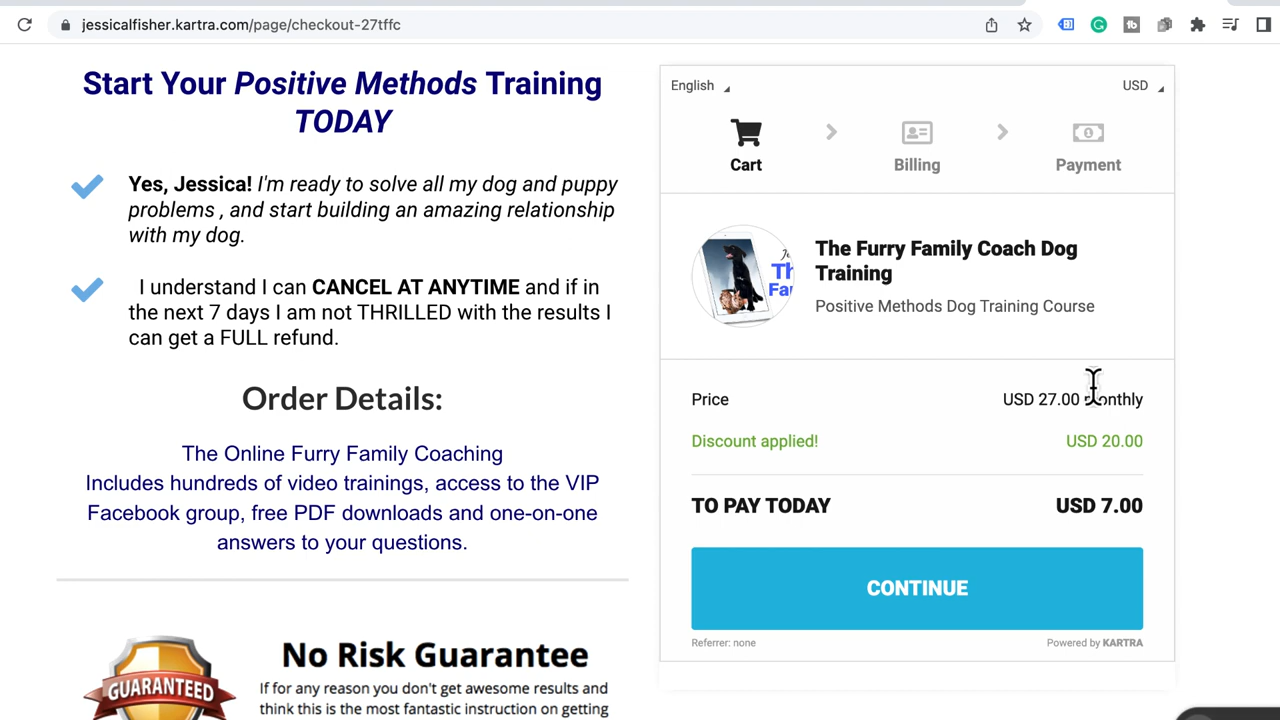 jessicalfisher.kartra.com/page/checkout-27tffc
Start Your Positive Methods Training
TODAY
Yes, Jessica! I'm ready to solve all my dog and puppy
problems , and start building an amazing relationship
with my dog.
I understand I can CANCEL AT ANYTIME and if in
the next 7 days I am not THRILLED with the results I
can get a FULL refund.
Order Details:
The Online Furry Family Coaching
Includes hundreds of video trainings, access to the VIP
Facebook group, free PDF downloads and one-on-one
answers to your questions.
GUARANTEED
No Risk Guarantee
If for any reason you don't get awesome results and
think this is the most fantastic instruction on getting
English
USD
Cart
Billing
Payment
The Furry Family Coach Dog
Training
Positive Methods Dog Training Course
Price
USD 27.00 monthly
Discount applied!
USD 20.00
TO PAY TODAY
USD 7.00
CONTINUE
Referrer: none
Powered by KARTRA